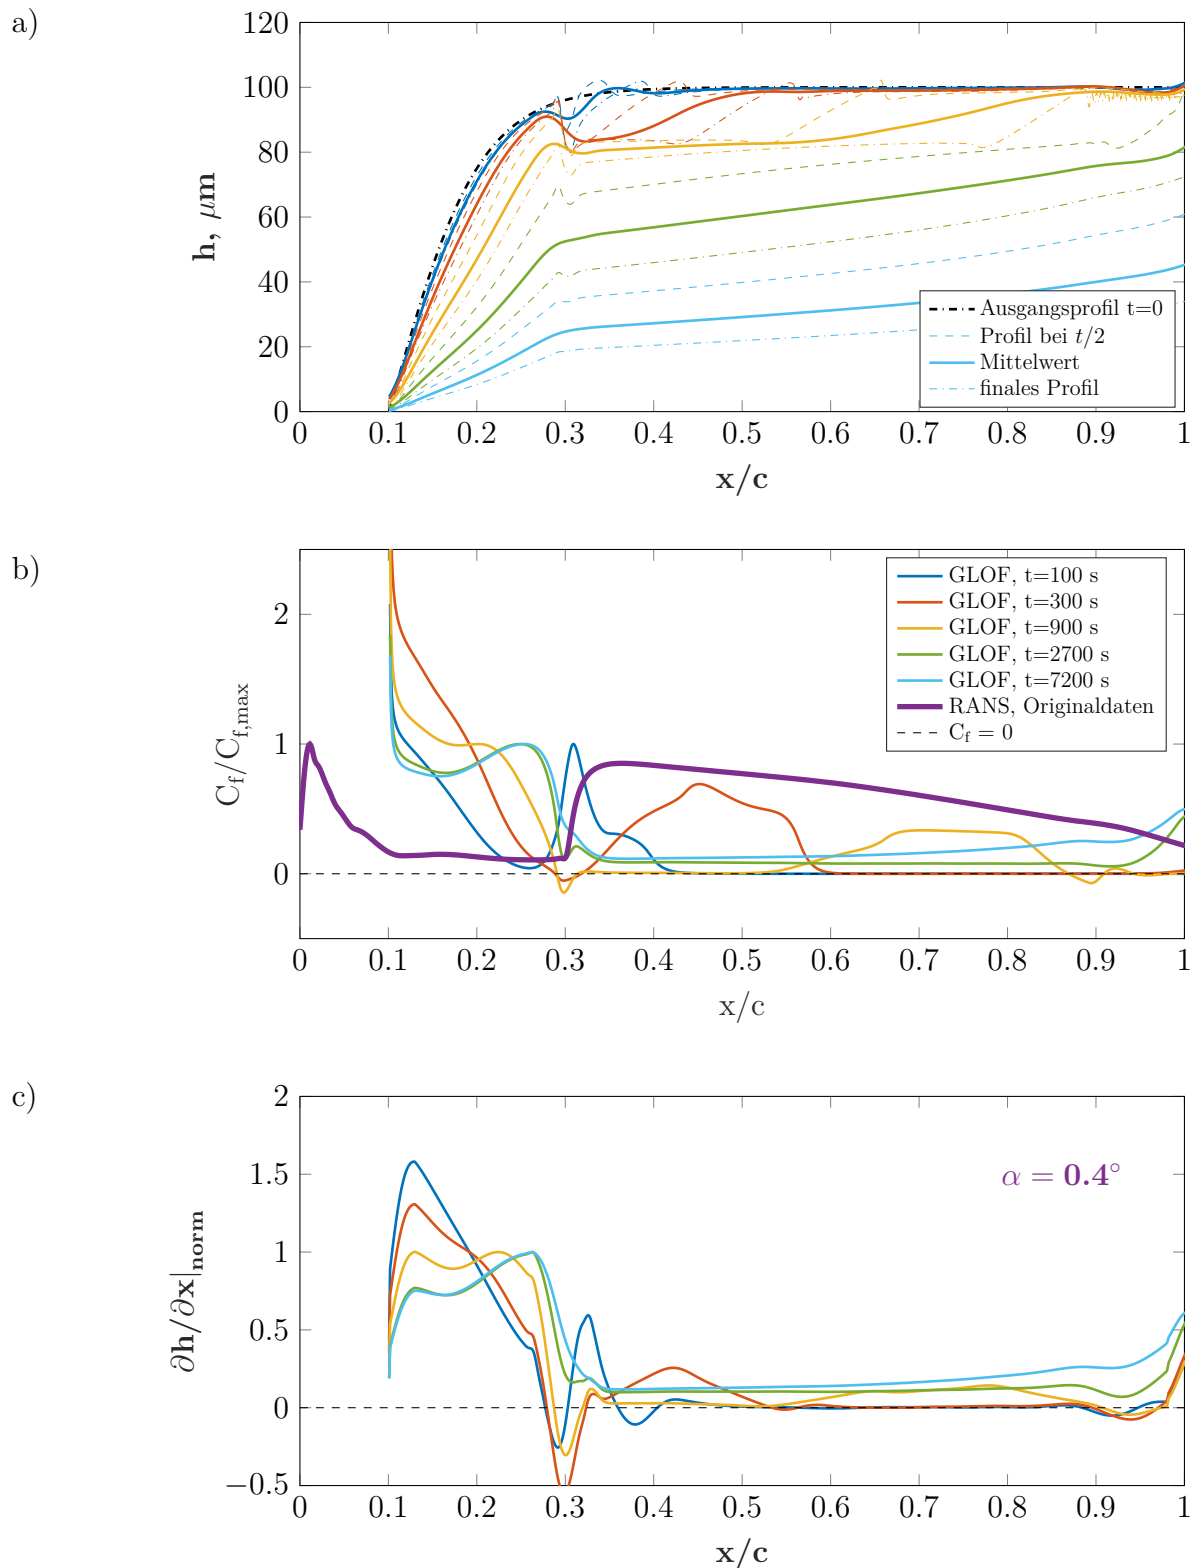 a)
120
100
80
60
40
20
0
h, μm
Ausgangsprofil t=0
Profil bei t/2
Mittelwert
finales Profil
0 0.1 0.2 0.3 0.4 0.5 0.6 0.7 0.8 0.9 1
x/c
b)
2
1
0
C_f/C_f,max
GLOF, t=100 s
GLOF, t=300 s
GLOF, t=900 s
GLOF, t=2700 s
GLOF, t=7200 s
RANS, Originaldaten
C_f = 0
0 0.1 0.2 0.3 0.4 0.5 0.6 0.7 0.8 0.9 1
x/c
c)
2
1.5
1
0.5
0
−0.5
∂h/∂x|norm
α = 0.4°
0 0.1 0.2 0.3 0.4 0.5 0.6 0.7 0.8 0.9 1
x/c